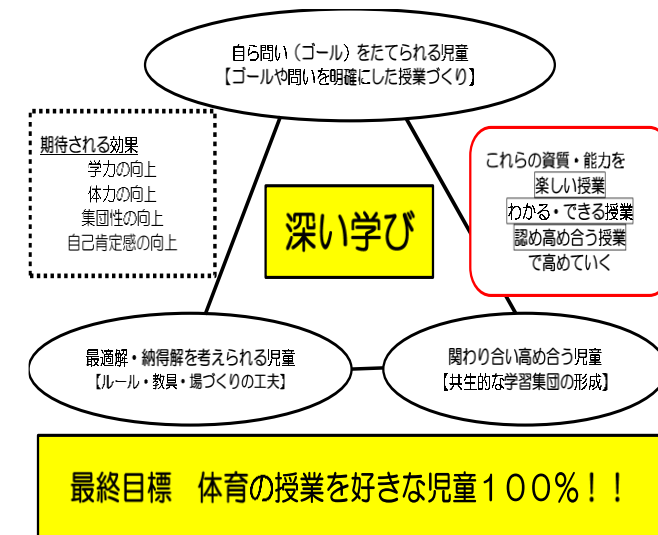 自ら問い（ゴール）をたてられる児童
【ゴールや問いを明確にした授業づくり】
期待される効果
学力の向上
体力の向上
集団性の向上
自己肯定感の向上
深い学び
これらの資質・能力を
楽しい授業
わかる・できる授業
認め高め合う授業
で高めていく
最適解・納得解を考えられる児童
【ルール・教具・場づくりの工夫】
関わり合い高め合う児童
【共生的な学習集団の形成】
最終目標　体育の授業を好きな児童１００％！！